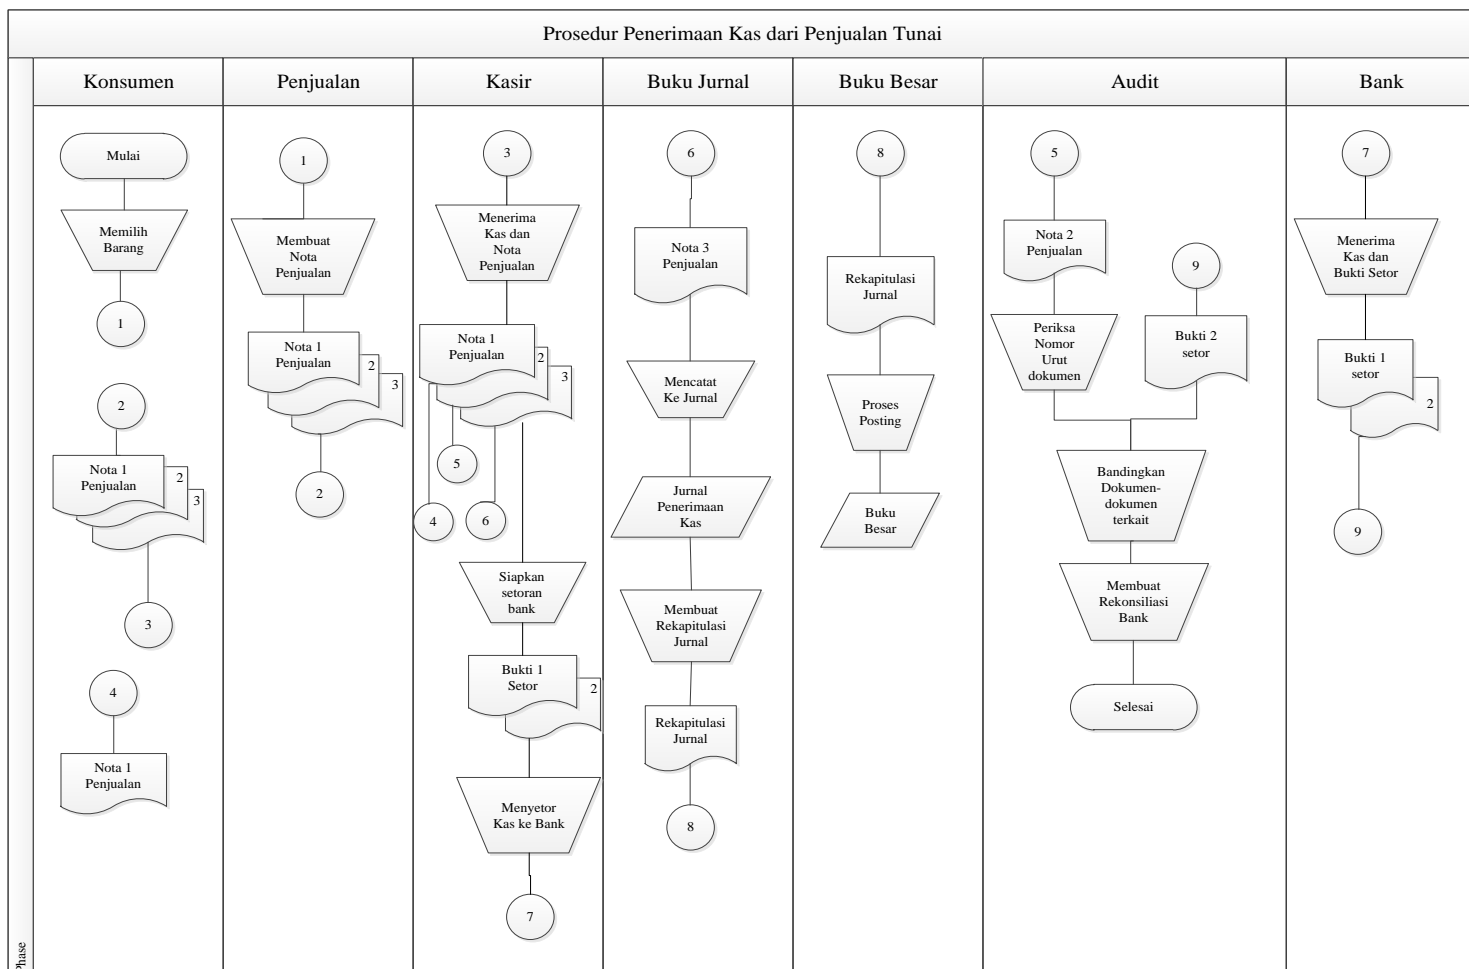 Prosedur Penerimaan Kas dari Penjualan Tunai
Konsumen
Penjualan
Kasir
Buku Jurnal
Buku Besar
Audit
Bank
Phase
Mulai
Memilih
Barang
1
2
Nota 1
Penjualan
2
3
3
4
Nota 1
Penjualan
1
Membuat
Nota
Penjualan
Nota 1
Penjualan
2
3
2
3
Menerima
Kas dan
Nota
Penjualan
Nota 1
Penjualan
2
3
5
4
6
Siapkan
setoran
bank
Bukti 1
Setor
2
Menyetor
Kas ke Bank
7
6
Nota 3
Penjualan
Mencatat
Ke Jurnal
Jurnal
Penerimaan
Kas
Membuat
Rekapitulasi
Jurnal
Rekapitulasi
Jurnal
8
8
Rekapitulasi
Jurnal
Proses
Posting
Buku
Besar
5
Nota 2
Penjualan
Periksa
Nomor
Urut
dokumen
9
Bukti 2
setor
Bandingkan
Dokumen-
dokumen
terkait
Membuat
Rekonsiliasi
Bank
Selesai
7
Menerima
Kas dan
Bukti Setor
Bukti 1
setor
2
9